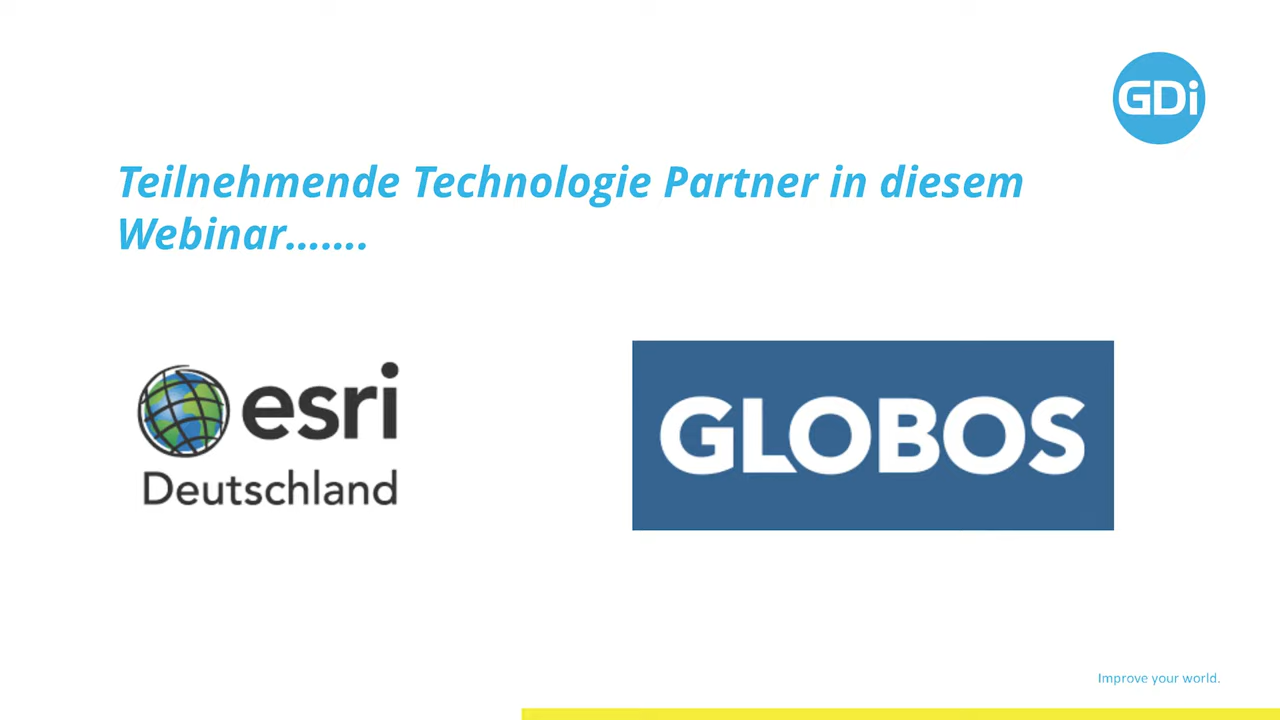 GDi
Teilnehmende Technologie Partner in diesem
Webinar.......
esri
Deutschland
GLOBOS
Improve your world.